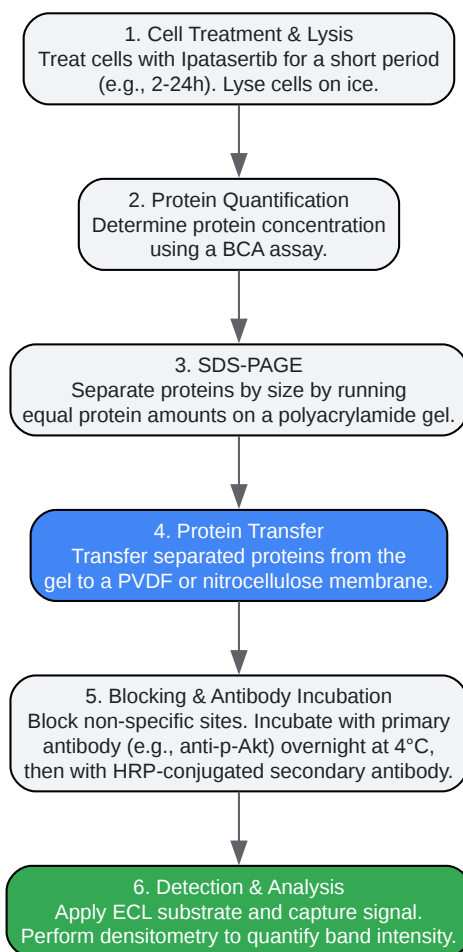 1. Cell Treatment & Lysis
Treat cells with Ipatasertib for a short period
(e.g., 2-24h). Lyse cells on ice.
2. Protein Quantification
Determine protein concentration
using a BCA assay.
3. SDS-PAGE
Separate proteins by size by running
equal protein amounts on a polyacrylamide gel.
4. Protein Transfer
Transfer separated proteins from the
gel to a PVDF or nitrocellulose membrane.
5. Blocking & Antibody Incubation
Block non-specific sites. Incubate with primary
antibody (e.g., anti-p-Akt) overnight at 4°C,
then with HRP-conjugated secondary antibody.
6. Detection & Analysis
Apply ECL substrate and capture signal.
Perform densitometry to quantify band intensity.